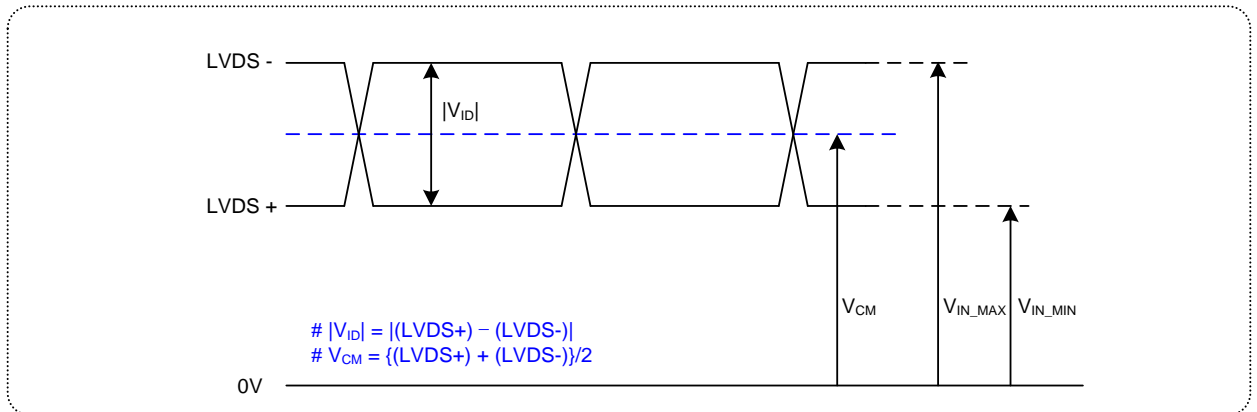 LVDS -
|VID|
LVDS +
VCM
VIN_MAX
VIN_MIN
# |VID| = |(LVDS+) – (LVDS-)|
# VCM = {(LVDS+) + (LVDS-)}/2
0V